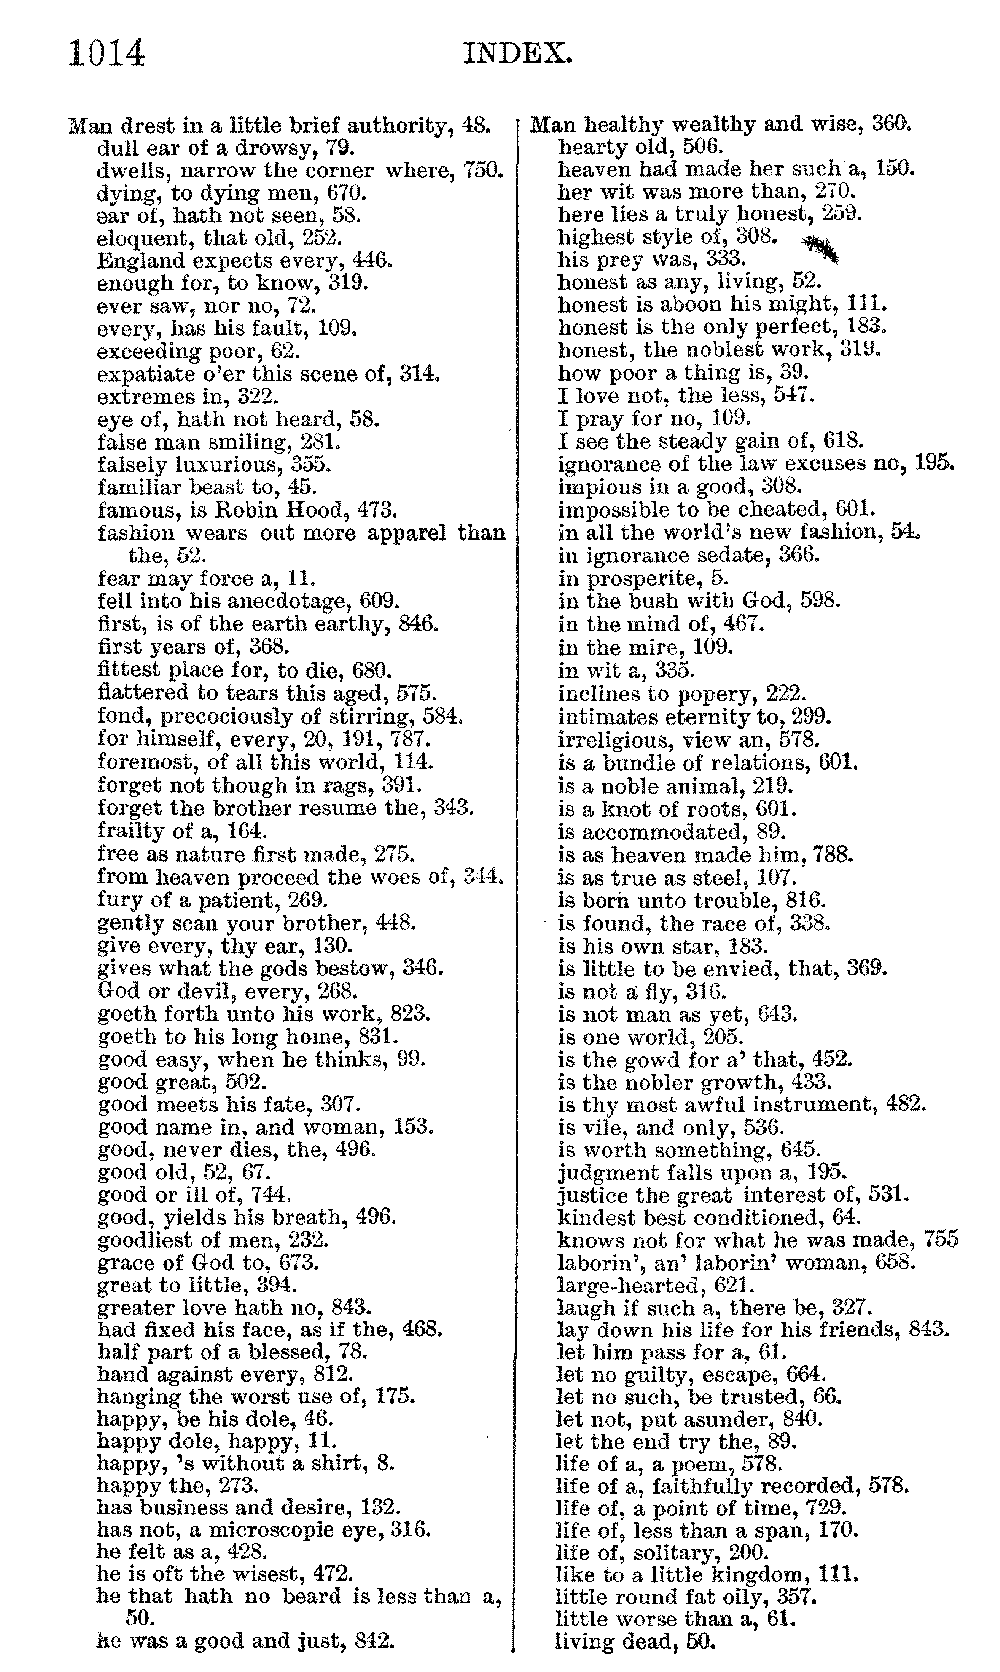 1014
INDEX.
Man drest in a little brief authority, 48.
dull ear of a drowsy, 79.
dwells, narrow the corner where, 750.
dying, to dying men, 670.
ear of, hath not seen, 58.
eloquent, that old, 252.
England expects every, 446.
enough for, to know, 319.
ever saw, nor no, 72.
every, has his fault, 109.
exceeding poor, 62.
expatiate o'er this scene of, 314.
extremes in, 322.
eye of, hath not heard, 58.
false man smiling, 281.
falsely luxurious, 355.
familiar beast to, 45.
famous, is Robin Hood, 473.
fashion wears out more apparel than
the, 52.
fear may force a, 11.
fell into his anecdotage, 609.
first, is of the earth earthy, 846.
first years of, 368.
fittest place for, to die, 680.
flattered to tears this aged, 575.
fond, precociously of stirring, 584.
for himself, every, 20, 191, 787.
foremost, of all this world, 114.
forget not though in rags, 391.
forget the brother resume the, 343.
frailty of a, 164.
free as nature first made, 275.
from heaven proceed the woes of, 344.
fury of a patient, 269.
gently scan your brother, 448.
give every, thy ear, 130.
gives what the gods bestow, 346.
God or devil, every, 268.
goeth forth unto his work, 823.
goeth to his long home, 831.
good easy, when he thinks, 99.
good great, 502.
good meets his fate, 307.
good name in, and woman, 153.
good, never dies, the, 496.
good old, 52, 67.
good or ill of, 744.
good, yields his breath, 496.
goodliest of men, 232.
grace of God to, 673.
great to little, 394.
greater love hath no, 843.
had fixed his face, as if the, 468.
half part of a blessed, 78.
hand against every, 812.
hanging the worst use of, 175.
happy, be his dole, 46.
happy dole, happy, 11.
happy, 's without a shirt, 8.
happy the, 273.
has business and desire, 132.
has not, a microscopic eye, 316.
he felt as a, 428.
he is oft the wisest, 472.
he that hath no beard is less than a,
50.
he was a good and just, 842.
Man healthy wealthy and wise, 360.
hearty old, 506.
heaven had made her such a, 150.
her wit was more than, 270.
here lies a truly honest, 259.
highest style of, 308.
his prey was, 333.
honest as any, living, 52.
honest is aboon his might, 111.
honest is the only perfect, 183.
honest, the noblest work, 319.
how poor a thing is, 39.
I love not, the less, 547.
I pray for no, 109.
I see the steady gain of, 618.
ignorance of the law excuses no, 195.
impious in a good, 308.
impossible to be cheated, 601.
in all the world's new fashion, 54.
in ignorance sedate, 366.
in prosperite, 5.
in the bush with God, 598.
in the mind of, 467.
in the mire, 109.
in wit a, 335.
inclines to popery, 222.
intimates eternity to, 299.
irreligious, view an, 578.
is a bundle of relations, 601.
is a noble animal, 219.
is a knot of roots, 601.
is accommodated, 89.
is as heaven made him, 788.
is as true as steel, 107.
is born unto trouble, 816.
is found, the race of, 338.
is his own star, 183.
is little to be envied, that, 369.
is not a fly, 316.
is not man as yet, 643.
is one world, 205.
is the gowd for a' that, 452.
is the nobler growth, 433.
is thy most awful instrument, 482.
is vile, and only, 536.
is worth something, 645.
judgment falls upon a, 195.
justice the great interest of, 531.
kindest best conditioned, 64.
knows not for what he was made, 755
laborin', an' laborin' woman, 658.
large-hearted, 621.
laugh if such a, there be, 327.
lay down his life for his friends, 843.
let him pass for a, 61.
let no guilty, escape, 664.
let no such, be trusted, 66.
let not, put asunder, 840.
let the end try the, 89.
life of a, a poem, 578.
life of a, faithfully recorded, 578.
life of, a point of time, 729.
life of, less than a span, 170.
life of, solitary, 200.
like to a little kingdom, 111.
little round fat oily, 357.
little worse than a, 61.
living dead, 50.